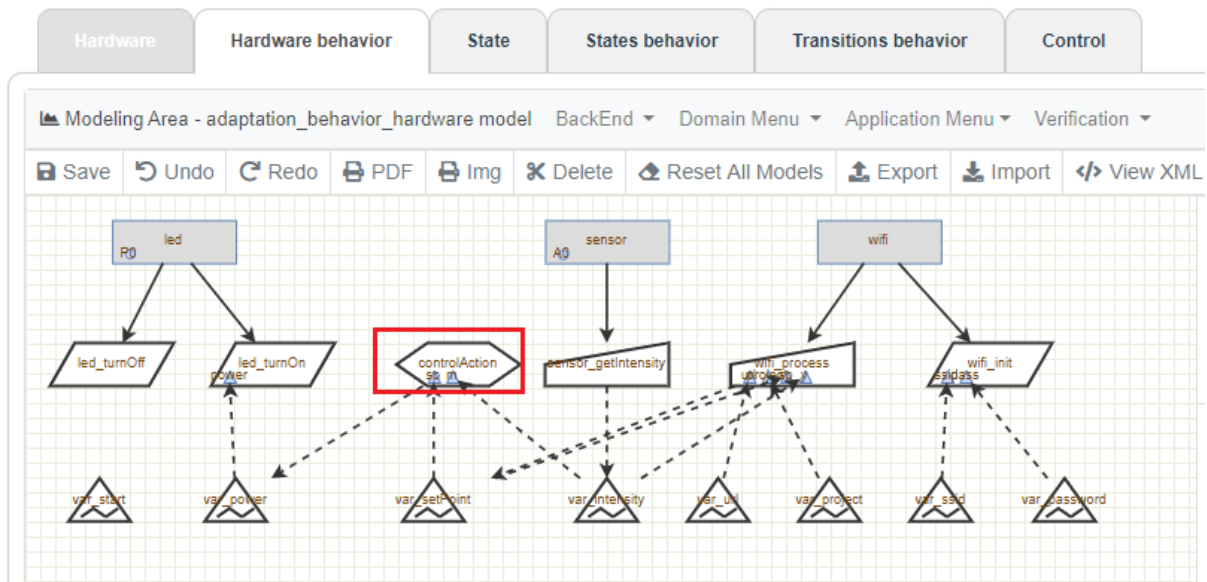 Hardware
Hardware behavior
State
States behavior
Transitions behavior
Control
Modeling Area - adaptation_behavior_hardware model
BackEnd
Domain Menu
Application Menu
Verification
Save
Undo
Redo
PDF
Img
Delete
Reset All Models
Export
Import
</> View XML
led
sensor
A0
wifi
led_turnOff
led_turnOn
power
controlAction
sp m
sensor_getIntensity
wifi_process
wifi_init
var_start
var_power
var_setPoint
var_intensity
var_url
var_project
var_ssid
var_password